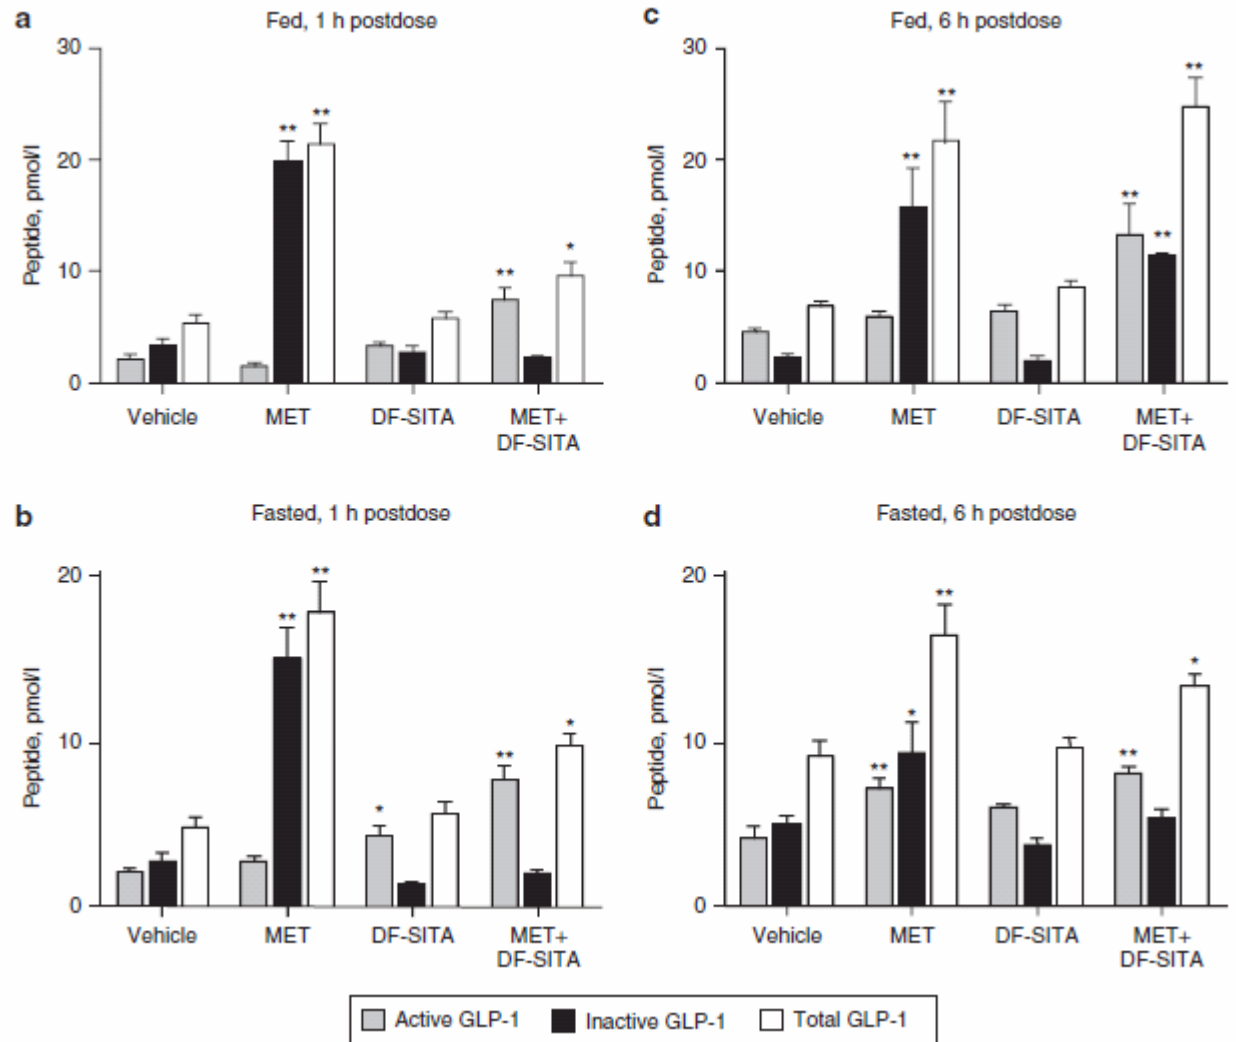 a
Fed, 1 h postdose
30
20
10
0
Peptide, pmol/l
**
**
**
*
Vehicle
MET
DF-SITA
MET+
DF-SITA
c
Fed, 6 h postdose
30
20
10
0
Peptide, pmol/l
**
**
**
**
**
Vehicle
MET
DF-SITA
MET+
DF-SITA
b
Fasted, 1 h postdose
20
10
0
Peptide, pmol/l
**
**
*
**
*
Vehicle
MET
DF-SITA
MET+
DF-SITA
d
Fasted, 6 h postdose
20
10
0
Peptide, pmol/l
**
*
**
**
*
Vehicle
MET
DF-SITA
MET+
DF-SITA
Active GLP-1 Inactive GLP-1 Total GLP-1